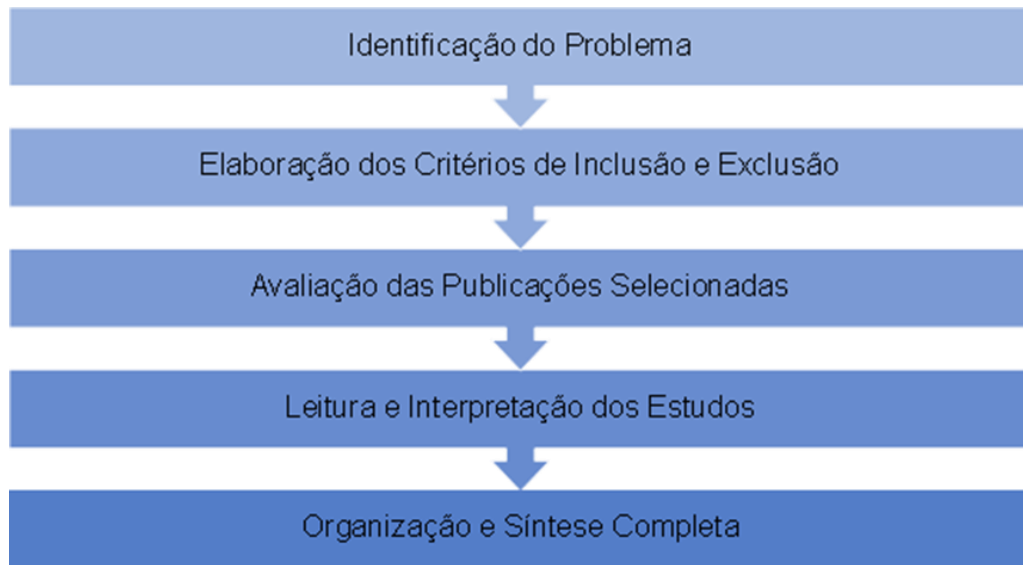 Identificação do Problema
Elaboração dos Critérios de Inclusão e Exclusão
Avaliação das Publicações Selecionadas
Leitura e Interpretação dos Estudos
Organização e Síntese Completa